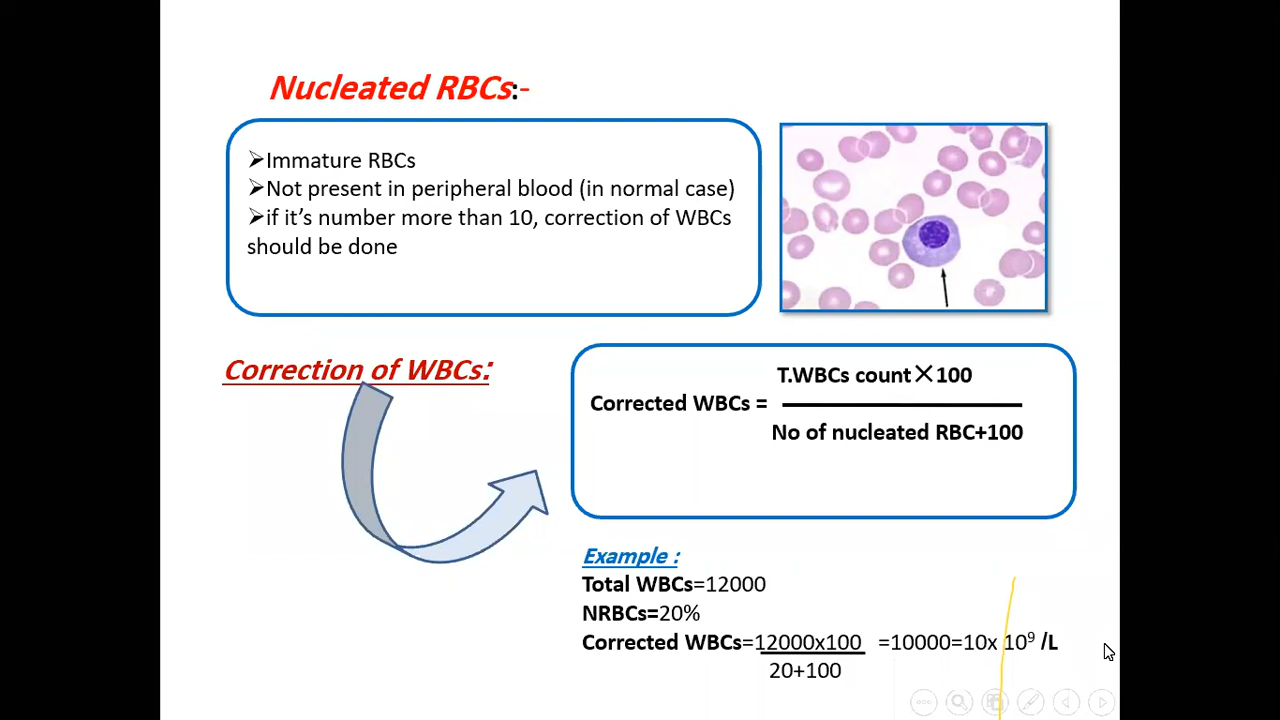 Nucleated RBCs:-
➢Immature RBCs
➢Not present in peripheral blood (in normal case)
➢if it’s number more than 10, correction of WBCs
should be done
Correction of WBCs:
T.WBCs count×100
Corrected WBCs =
No of nucleated RBC+100
Example :
Total WBCs=12000
NRBCs=20%
Corrected WBCs=12000x100 =10000=10x 10⁹ /L
20+100